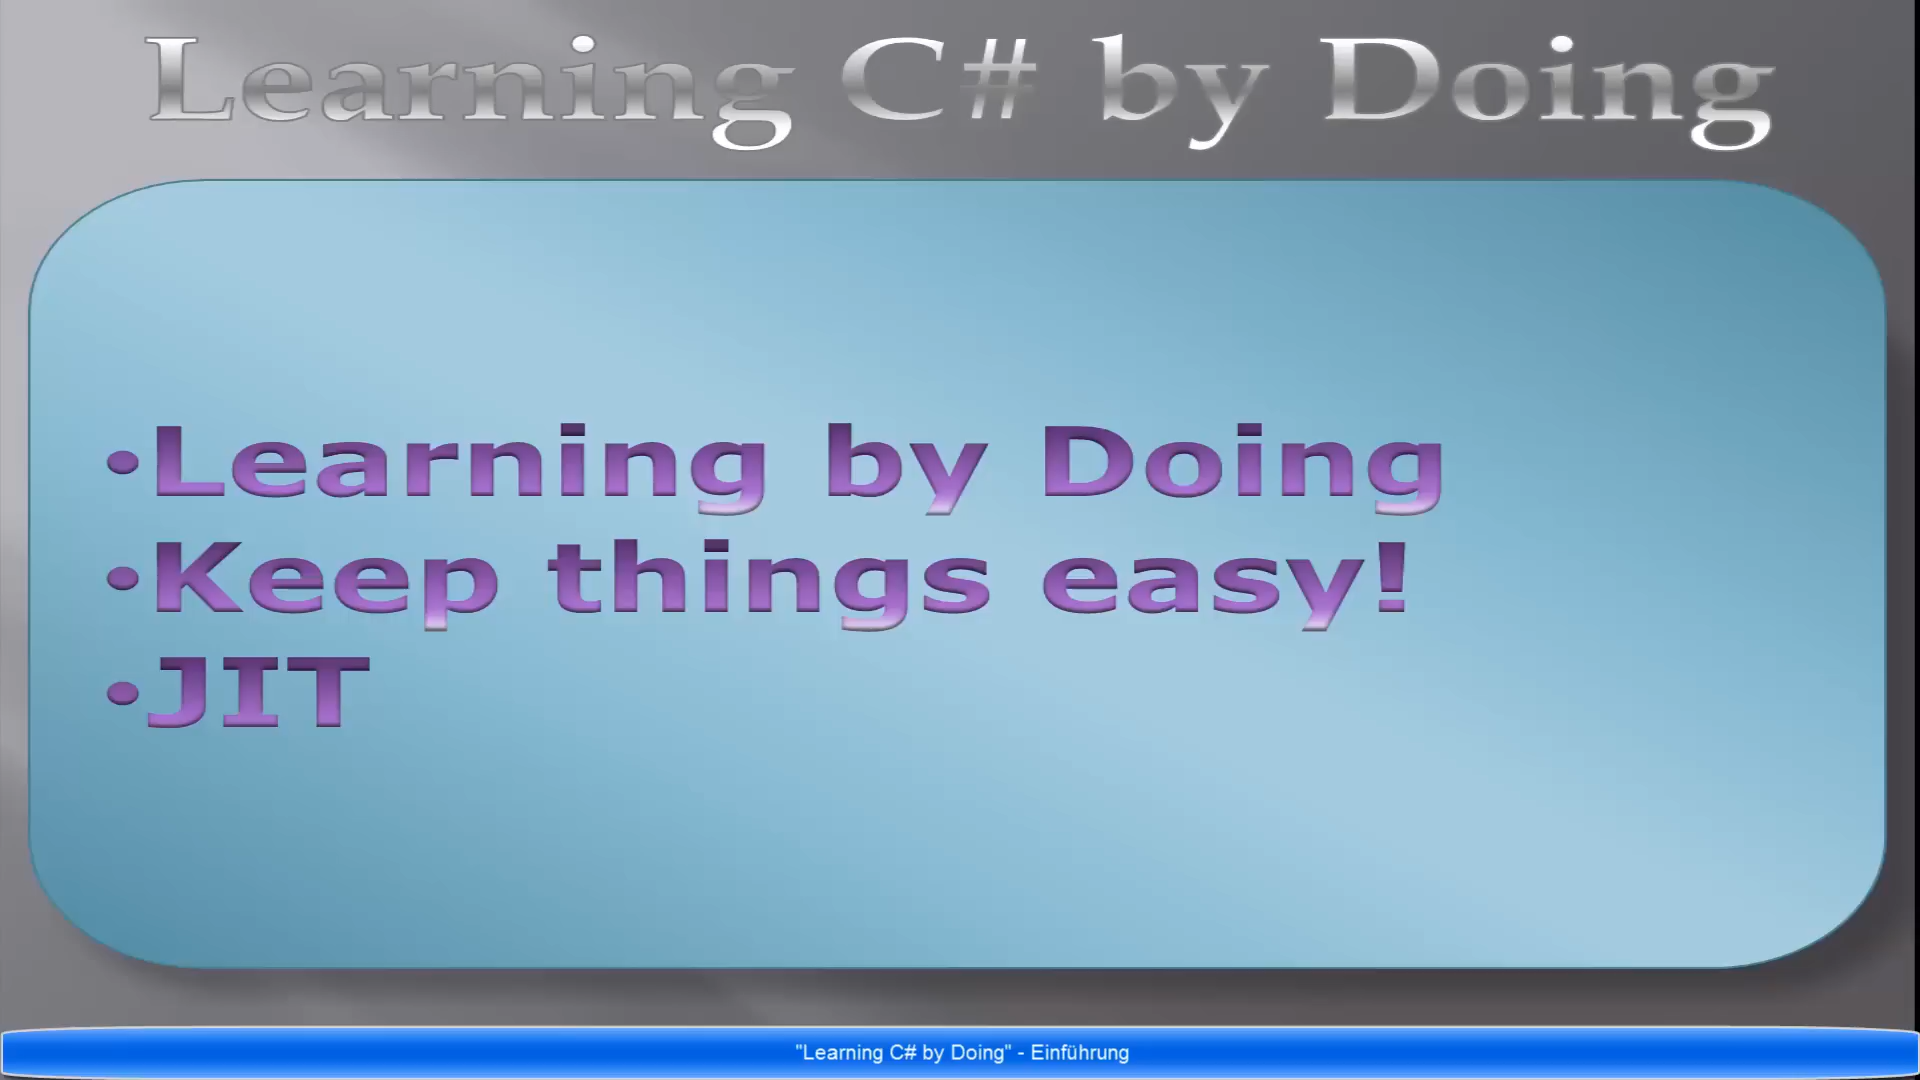 Learning C# by Doing
•Learning by Doing
•Keep things easy!
•JIT
"Learning C# by Doing" - Einführung